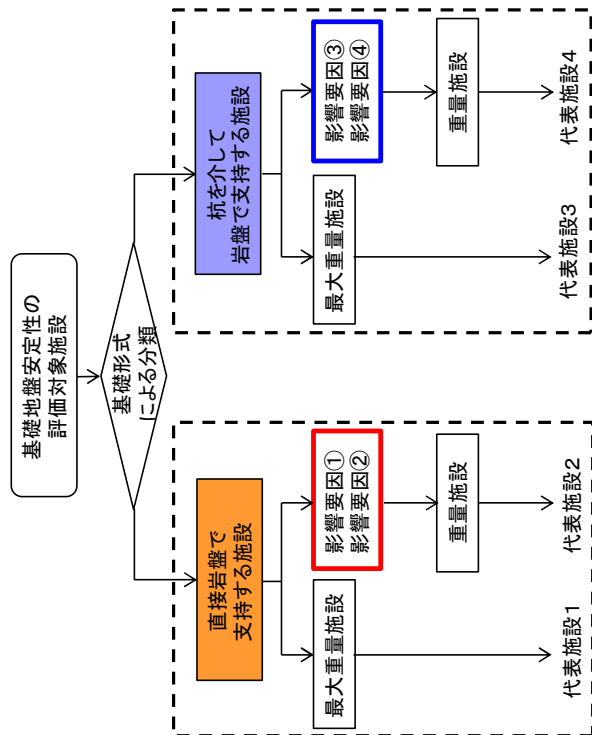 基礎地盤安定性の
評価対象施設
基礎形式
による分類
直接岩盤で
支持する施設
最大重量施設
影響要因①
影響要因②
重量施設
代表施設1
代表施設2
杭を介して
岩盤で支持する施設
最大重量施設
影響要因③
影響要因④
重量施設
代表施設3
代表施設4